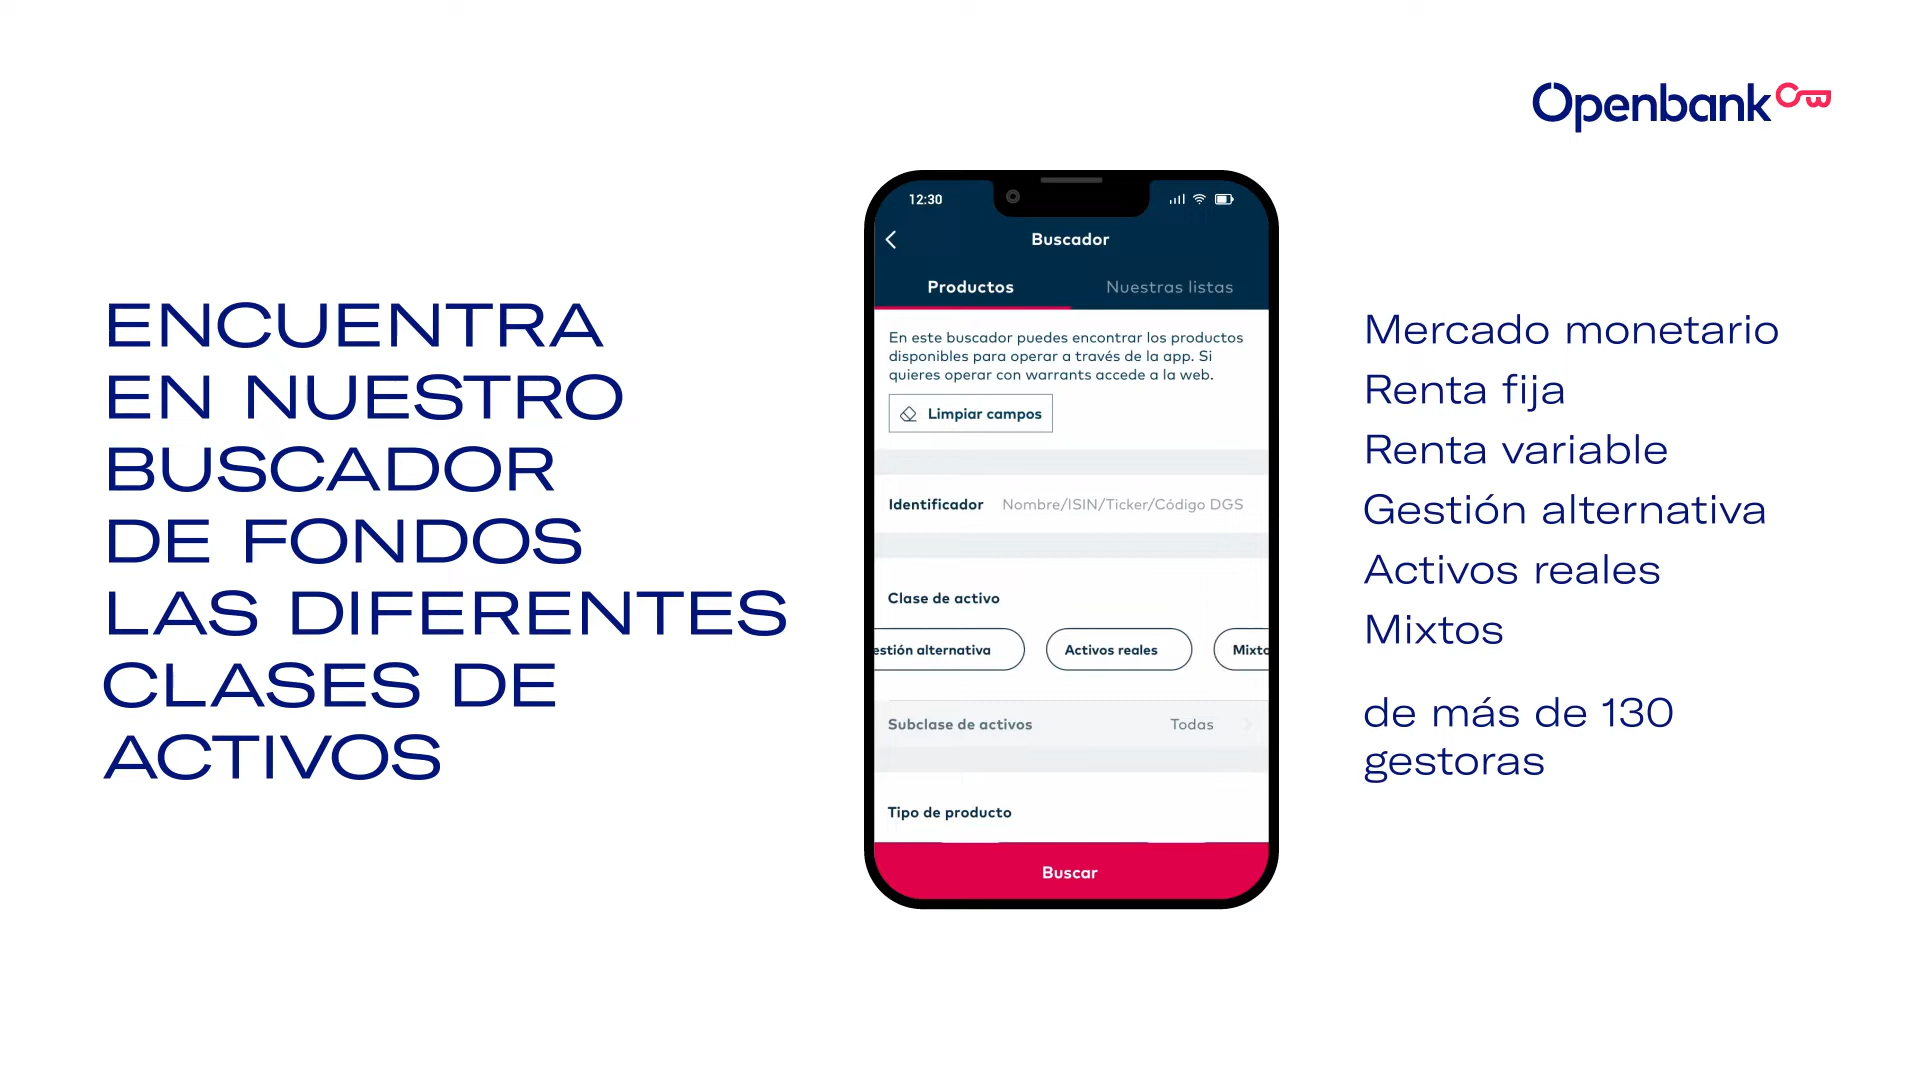 Openbank
ENCUENTRA
EN NUESTRO
BUSCADOR
DE FONDOS
LAS DIFERENTES
CLASES DE
ACTIVOS
12:30
Buscador
Productos
Nuestras listas
En este buscador puedes encontrar los productos
disponibles para operar a través de la app. Si
quieres operar con warrants accede a la web.
Limpiar campos
Identificador
Nombre/ISIN/Ticker/Código DGS
Clase de activo
estión alternativa
Activos reales
Mixto
Subclase de activos
Todas
Tipo de producto
Buscar
Mercado monetario
Renta fija
Renta variable
Gestión alternativa
Activos reales
Mixtos
de más de 130
gestoras